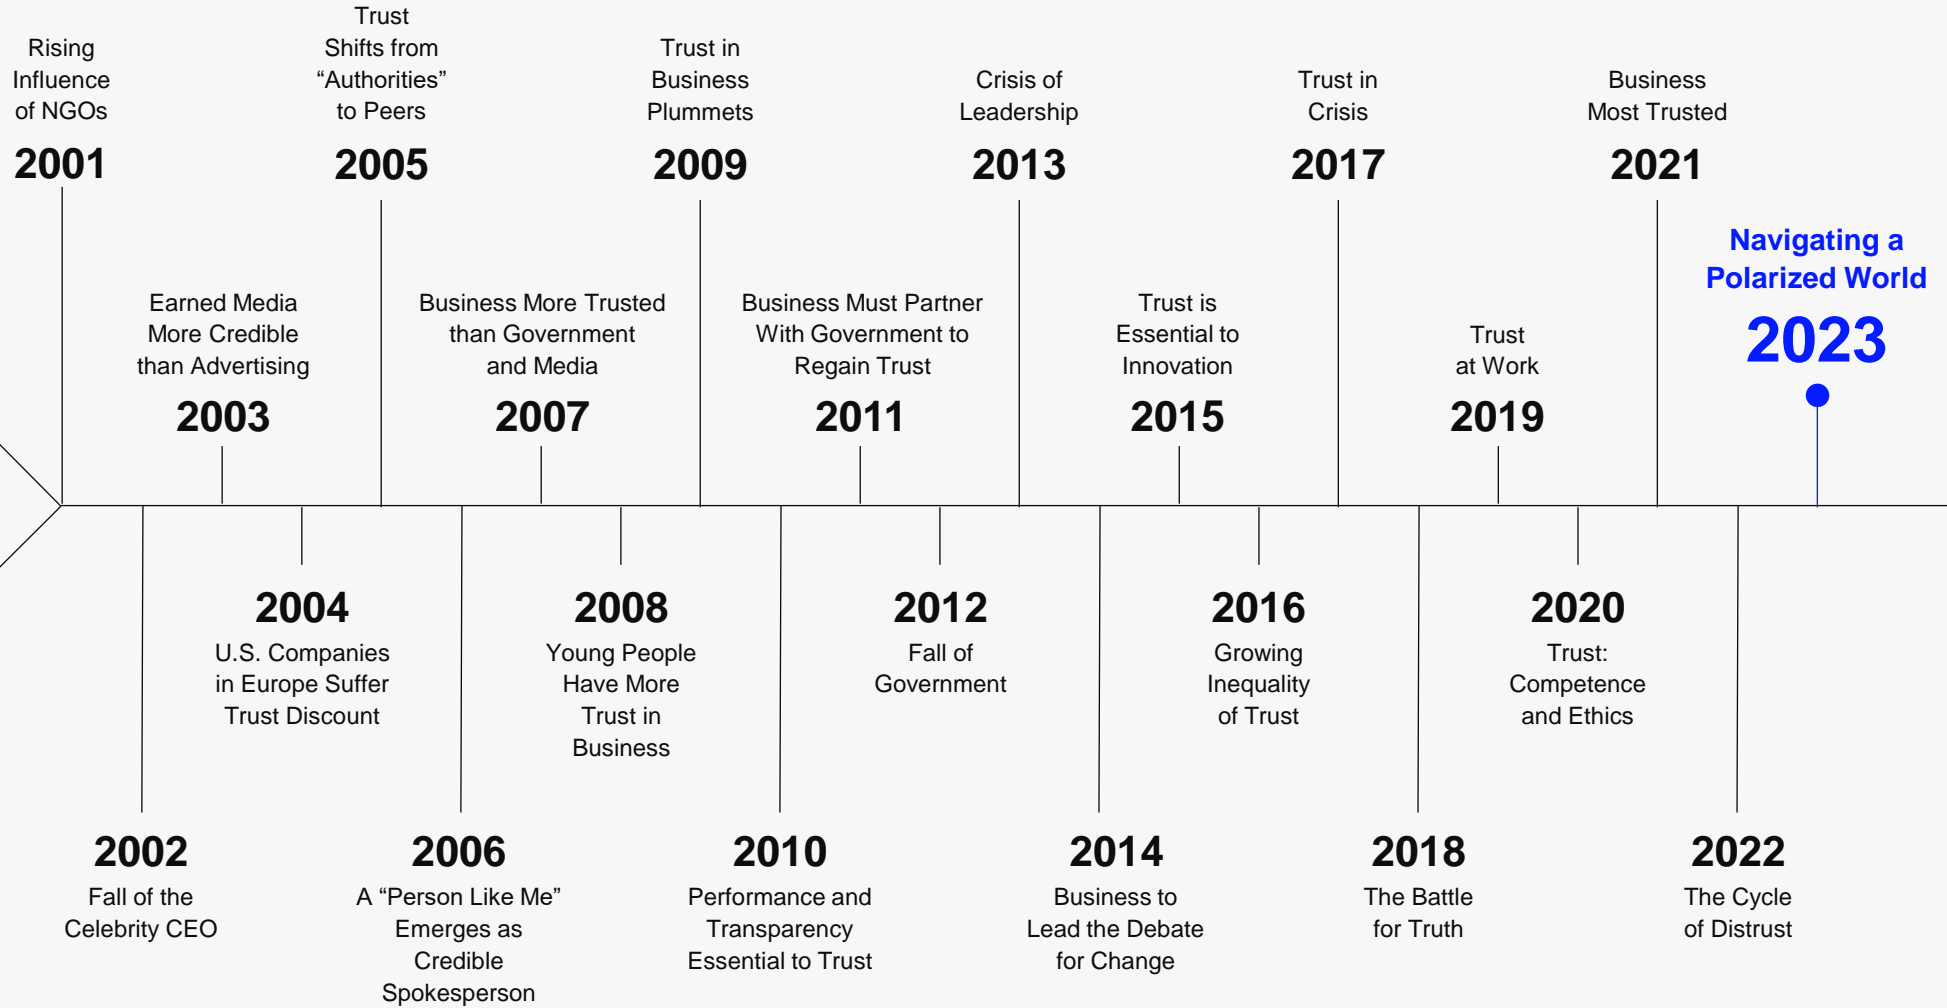 Rising
Influence
of NGOs
2001
Fall of the
Celebrity CEO
2002
Earned Media
More Credible
than Advertising
2003
2004
U.S. Companies
in Europe Suffer
Trust Discount
Trust
Shifts from
“Authorities”
to Peers
2005
2006
A “Person Like Me”
Emerges as
Credible
Spokesperson
Business More Trusted
than Government
and Media
2007
2008
Young People
Have More
Trust in
Business
Trust in
Business
Plummets
2009
2010
Performance and
Transparency
Essential to Trust
Business Must Partner
With Government to
Regain Trust
2011
2012
Fall of
Government
Crisis of
Leadership
2013
2014
Business to
Lead the Debate
for Change
Trust is
Essential to
Innovation
2015
2016
Growing
Inequality
of Trust
Trust in
Crisis
2017
2018
The Battle
for Truth
Trust
at Work
2019
2020
Trust:
Competence
and Ethics
Business
Most Trusted
2021
2022
The Cycle
of Distrust
Navigating a
Polarized World
2023